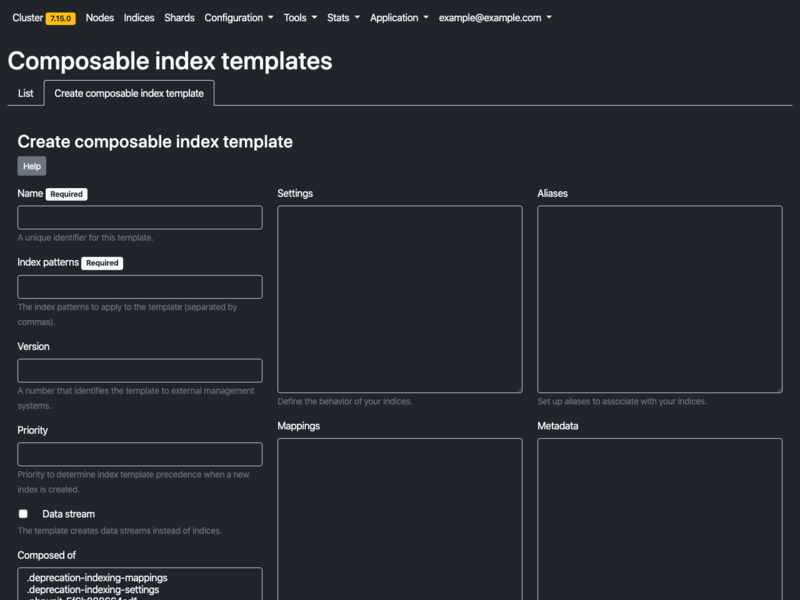 Cluster 7.15.0 Nodes Indices Shards Configuration Tools Stats Application example@example.com
Composable index templates
List Create composable index template
Create composable index template
Help
Name Required
A unique identifier for this template.
Index patterns Required
The index patterns to apply to the template (separated by
commas).
Version
A number that identifies the template to external management
systems.
Priority
Priority to determine index template precedence when a new
index is created.
Data stream
The template creates data streams instead of indices.
Composed of
.deprecation-indexing-mappings
.deprecation-indexing-settings
Settings
Define the behavior of your indices.
Mappings
Aliases
Set up aliases to associate with your indices.
Metadata